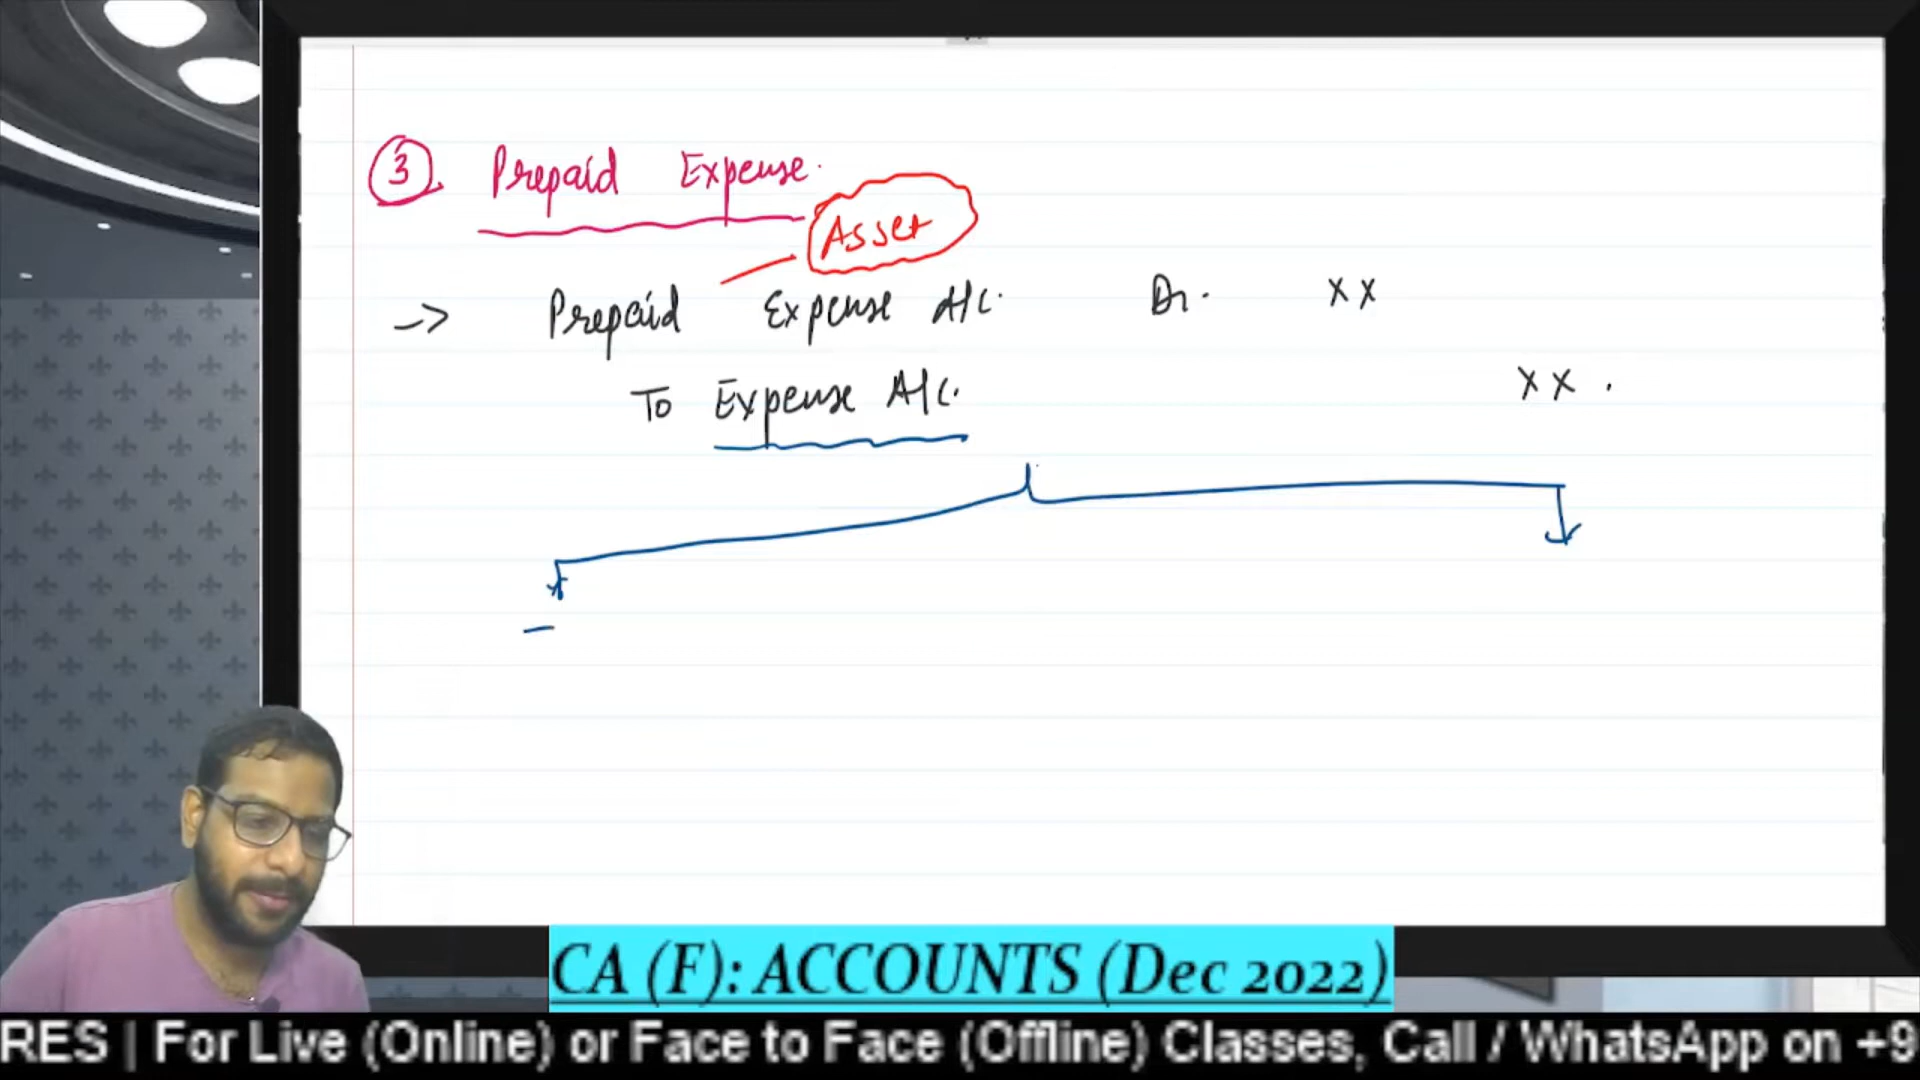 3. Prepaid Expense.
Asset
-> Prepaid Expense A/c. Dr. xx
To Expense A/c. xx.
CA (F): ACCOUNTS (Dec 2022)
RES | For Live (Online) or Face to Face (Offline) Classes, Call / WhatsApp on +9